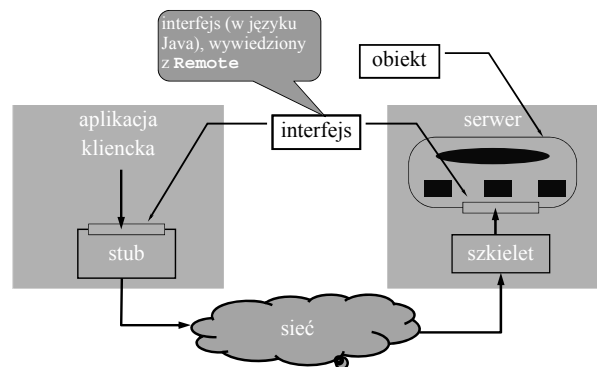 interfejs (w języku
Java), wywiedziony
z Remote
obiekt
aplikacja
kliencka
interfejs
serwer
stub
szkielet
sieć